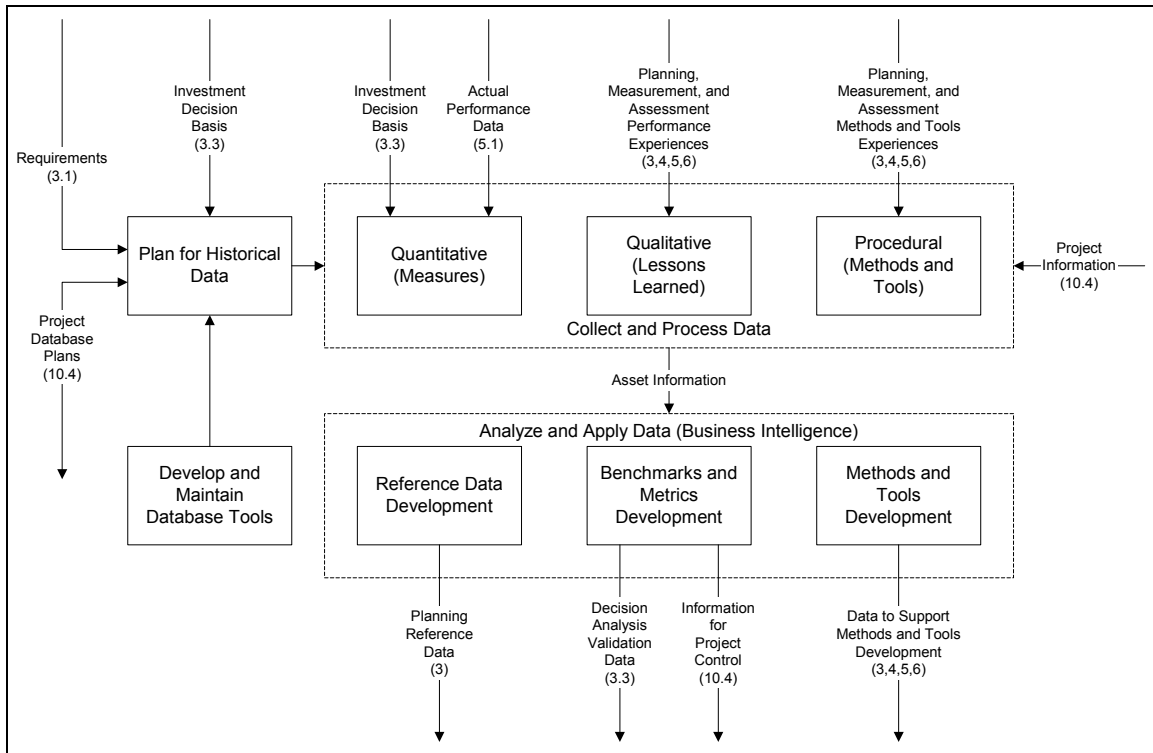 Investment
Decision
Basis
(3.3)
Investment
Decision
Basis
(3.3)
Actual
Performance
Data
(5.1)
Planning,
Measurement, and
Assessment
Performance
Experiences
(3,4,5,6)
Planning,
Measurement, and
Assessment
Methods and Tools
Experiences
(3,4,5,6)
Requirements
(3.1)
Plan for Historical
Data
Quantitative
(Measures)
Qualitative
(Lessons
Learned)
Procedural
(Methods and
Tools)
Project
Information
(10.4)
Collect and Process Data
Project
Database
Plans
(10.4)
Asset Information
Analyze and Apply Data (Business Intelligence)
Develop and
Maintain
Database Tools
Reference Data
Development
Benchmarks and
Metrics
Development
Methods and
Tools
Development
Planning
Reference
Data
(3)
Decision
Analysis
Validation
Data
(3.3)
Information
for
Project
Control
(10.4)
Data to Support
Methods and Tools
Development
(3,4,5,6)